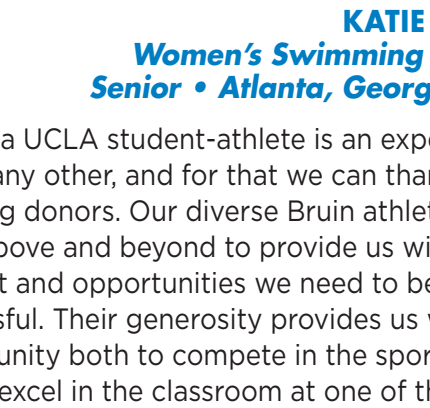 KATIE
Women's Swimming
Senior • Atlanta, Georg
a UCLA student-athlete is an expe
any other, and for that we can than
g donors. Our diverse Bruin athlet
ove and beyond to provide us wi
t and opportunities we need to be
sful. Their generosity provides us
unity both to compete in the spor
excel in the classroom at one of th